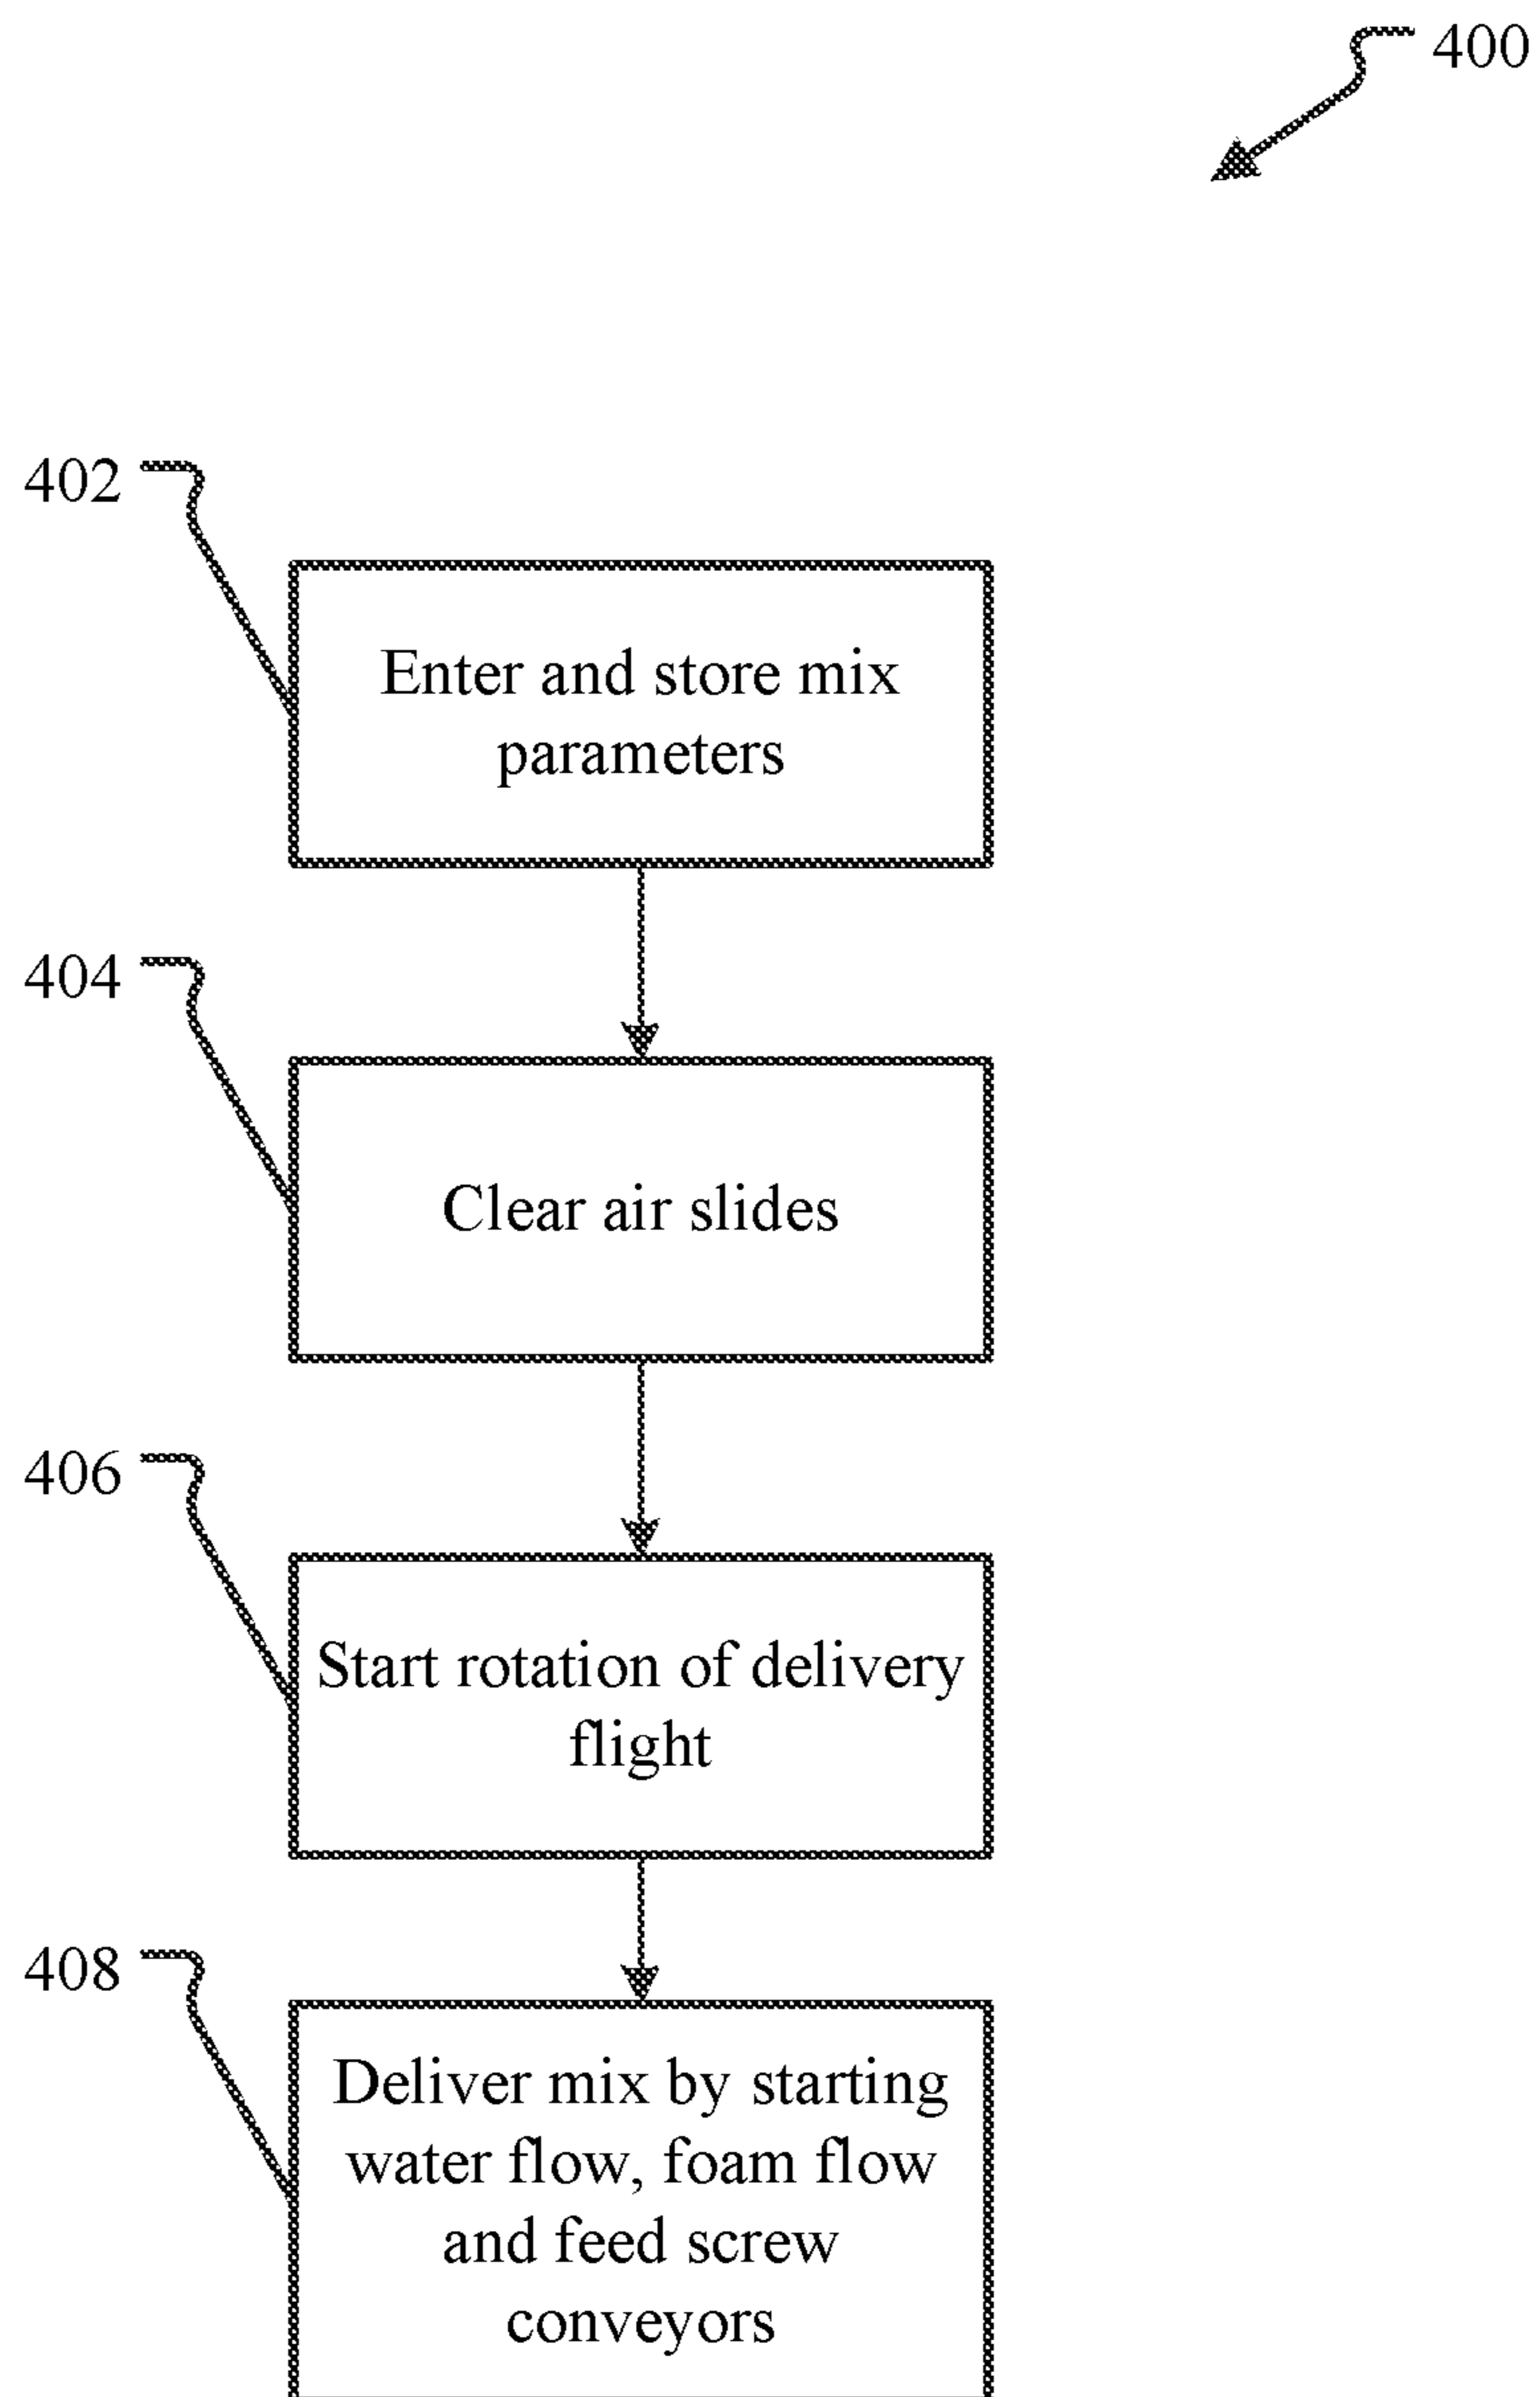 400
402
Enter and store mix
parameters
404
Clear air slides
406
Start rotation of delivery
flight
408
Deliver mix by starting
water flow, foam flow
and feed screw
conveyors